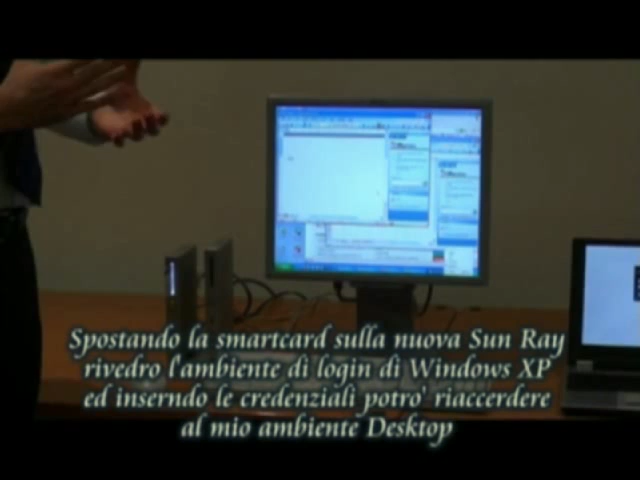 Spostando la smartcard sulla nuova Sun Ray
rivedro l'ambiente di login di Windows XP
ed inserndo le credenziali potro' riaccerdere
al mio ambiente Desktop